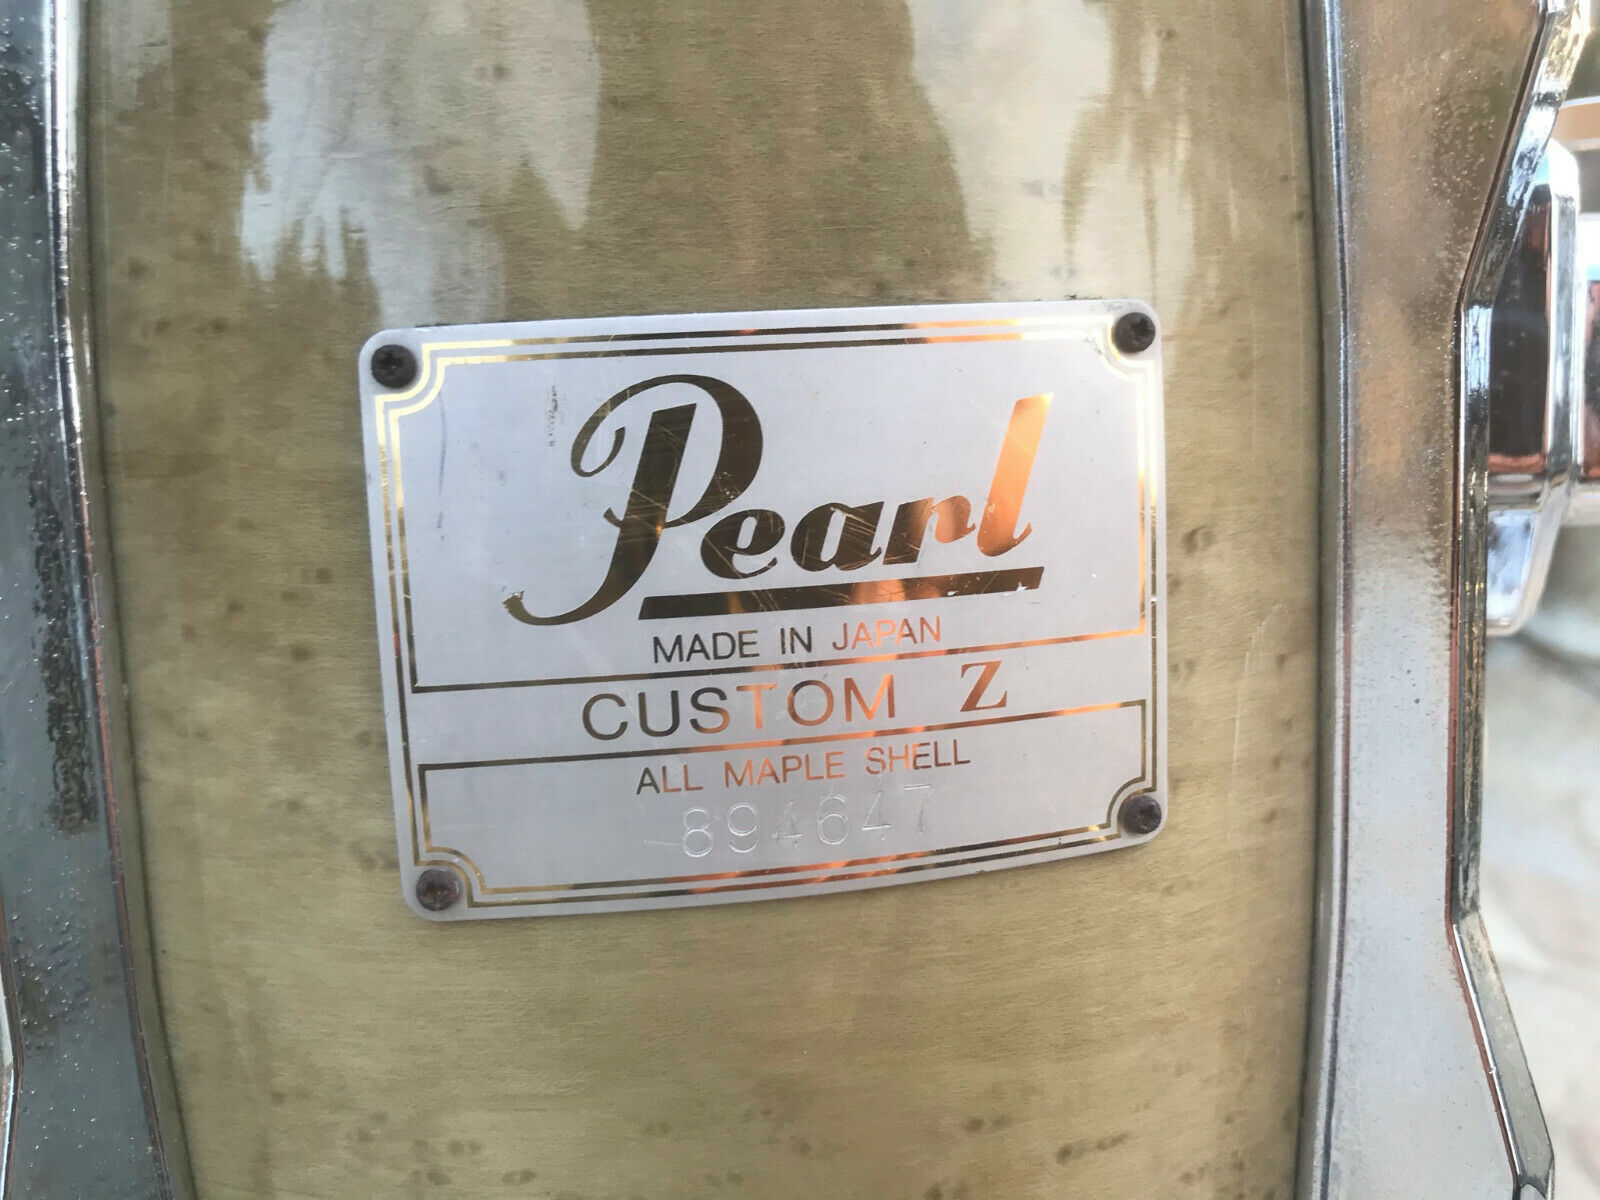 Pearl
MADE IN JAPAN
CUSTOM Z
ALL MAPLE SHELL
894647